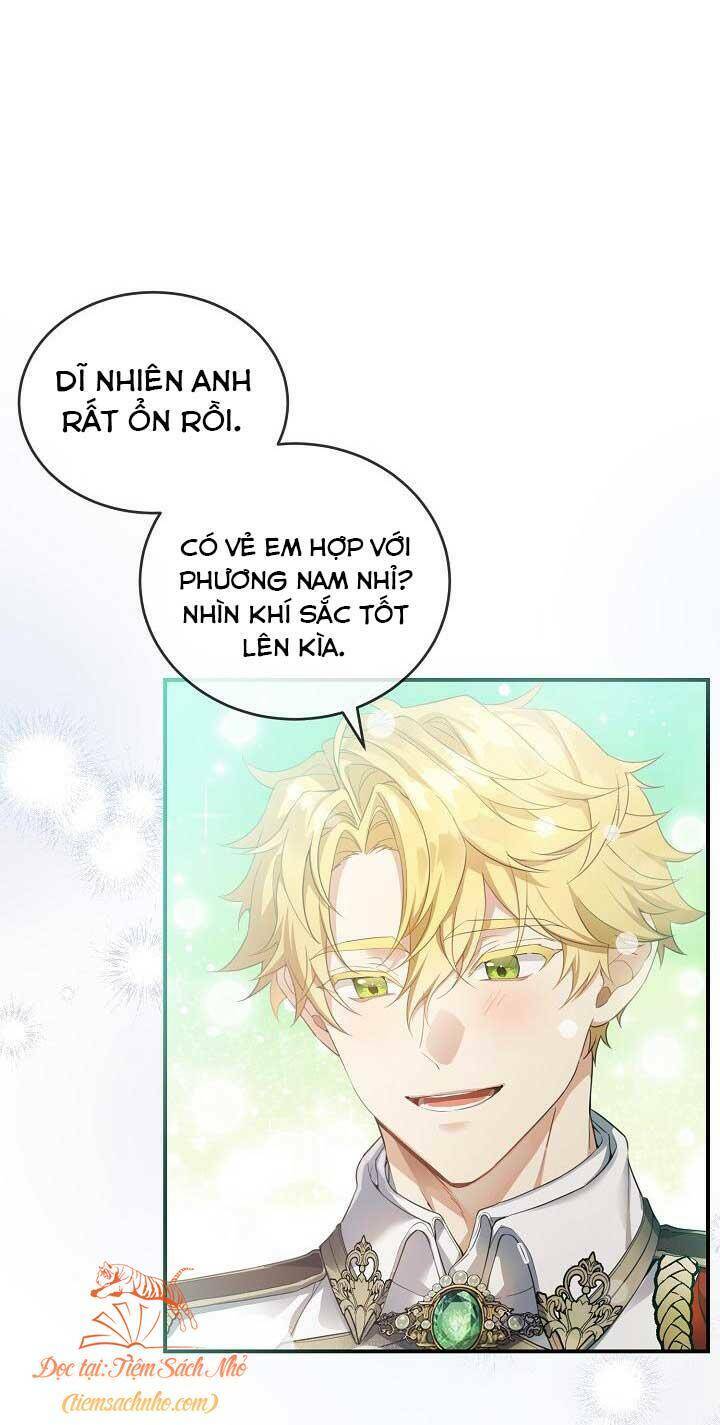 DĨ NHIÊN ANH
RẤT ỔN RỒI.
CÓ VẺ EM HỢP VỚI
PHƯƠNG NAM NHỈ?
NHÌN KHÍ SẮC TỐT
LÊN KÌA.
Đọc tại: Tiệm Sách Nhỏ
(tiemsachnho.com)